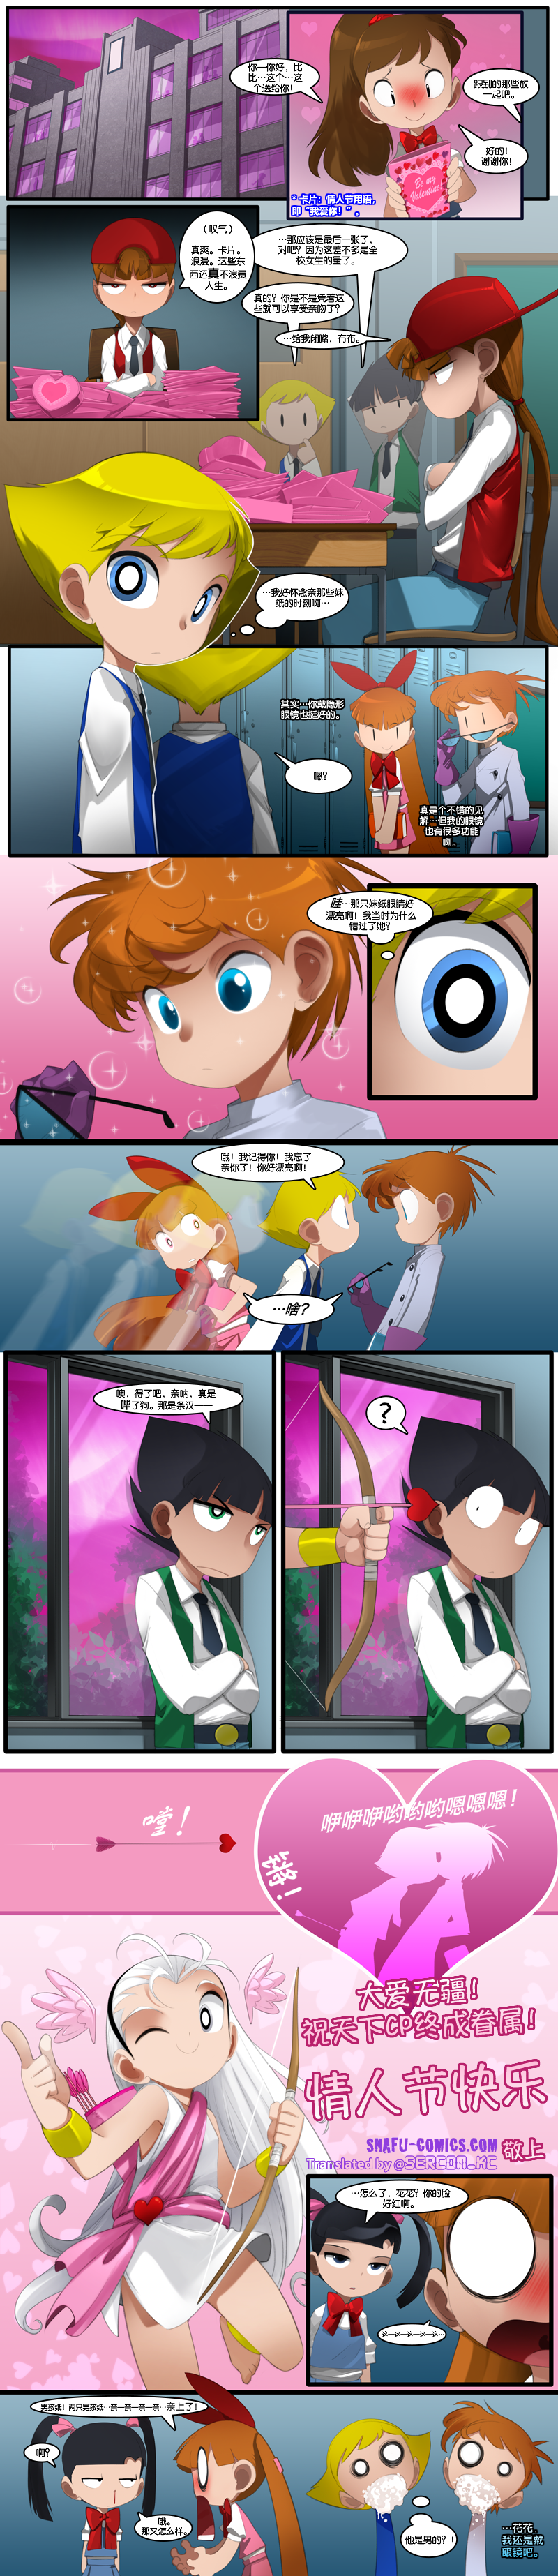 你—你好，比
比…这个…这
个送给你！
跟别的那些放
一起吧。
好的！
谢谢你！
Be my
Valentine!
*卡片：情人节用语，
即“我爱你！”。
（叹气）
真爽。卡片。
浪漫。这些东
西还真不浪费
人生。
…那应该是最后一张了，
对吧？因为这差不多是全
校女生的量了。
真的？你是不是凭着这
些就可以享受亲吻了？
…给我闭嘴，布布。
…我好怀念亲那些妹
纸的时刻啊…
其实…你戴隐形
眼镜也挺好的。
嗯？
真是个不错的见
解…但我的眼镜
也有很多功能
啊。
哇…那只妹纸眼睛好
漂亮啊！我当时为什么
错过了她？
哦！我记得你！我忘了
亲你了！你好漂亮啊！
…啥？
噢，得了吧，亲呐，真是
哔了狗。那是条汉——
?
嘡！
锵！
咿咿咿哟哟哟嗯嗯嗯！
大爱无疆！
祝天下CP终成眷属！
情人节快乐
SNAFU-COMICS.COM 敬上
Translated by @SERCOM_KC
…怎么了，花花？你的脸
好红啊。
这—这—这—这—这…
男孩纸！两只男孩纸…亲—亲—亲—亲…亲上了！
啊？
哦。
那又怎么样。
他是男的？！
…花花，
我还是戴
眼镜吧。